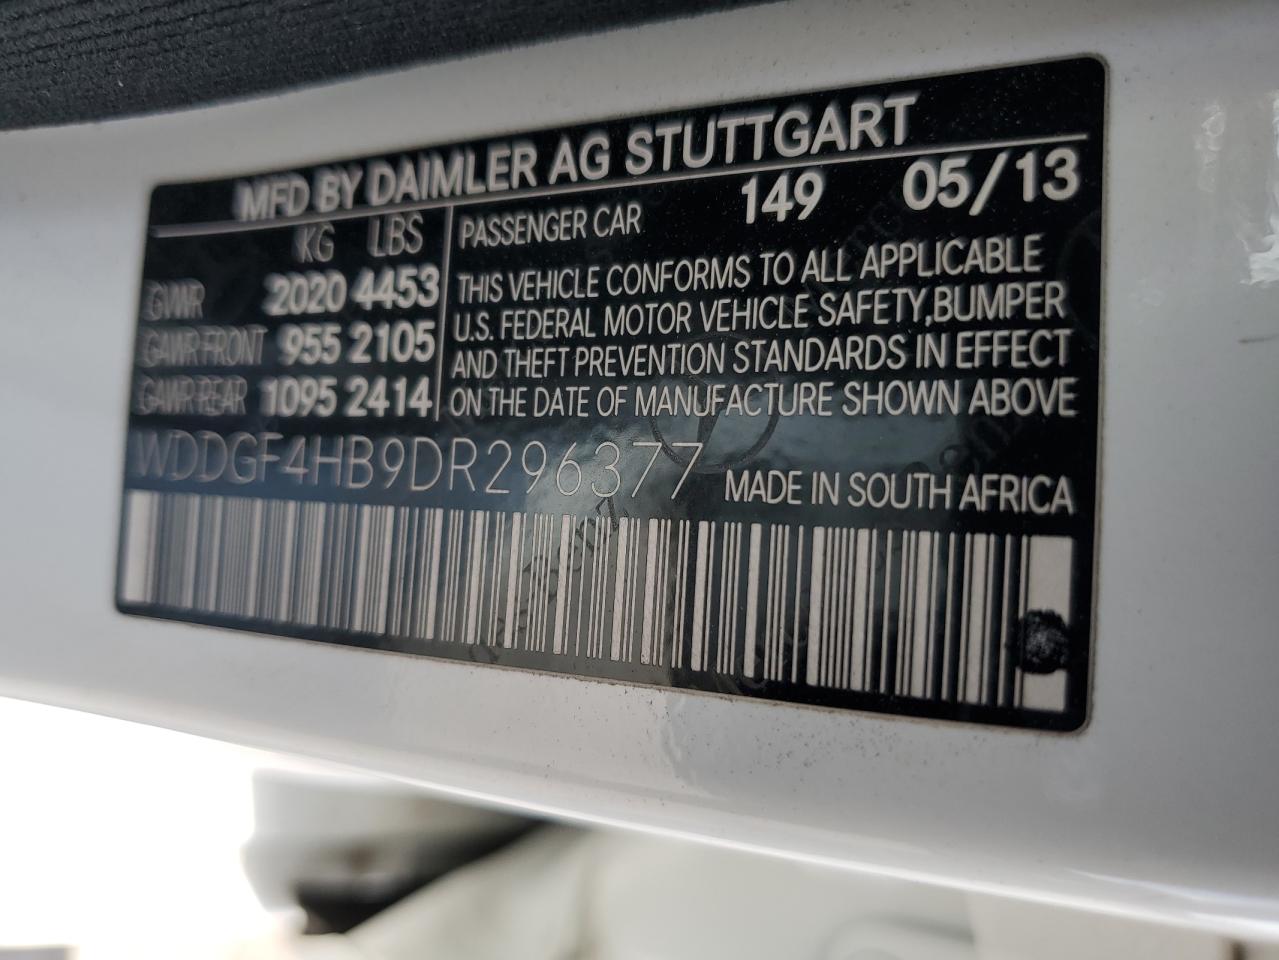 MFD BY DAIMLER AG STUTTGART
KG LBS
GVWR 2020 4453
GAWR FRONT 955 2105
GAWR REAR 1095 2414
PASSENGER CAR 149 05/13
THIS VEHICLE CONFORMS TO ALL APPLICABLE
U.S. FEDERAL MOTOR VEHICLE SAFETY,BUMPER
AND THEFT PREVENTION STANDARDS IN EFFECT
ON THE DATE OF MANUFACTURE SHOWN ABOVE
WDDGF4HB9DR296377 MADE IN SOUTH AFRICA